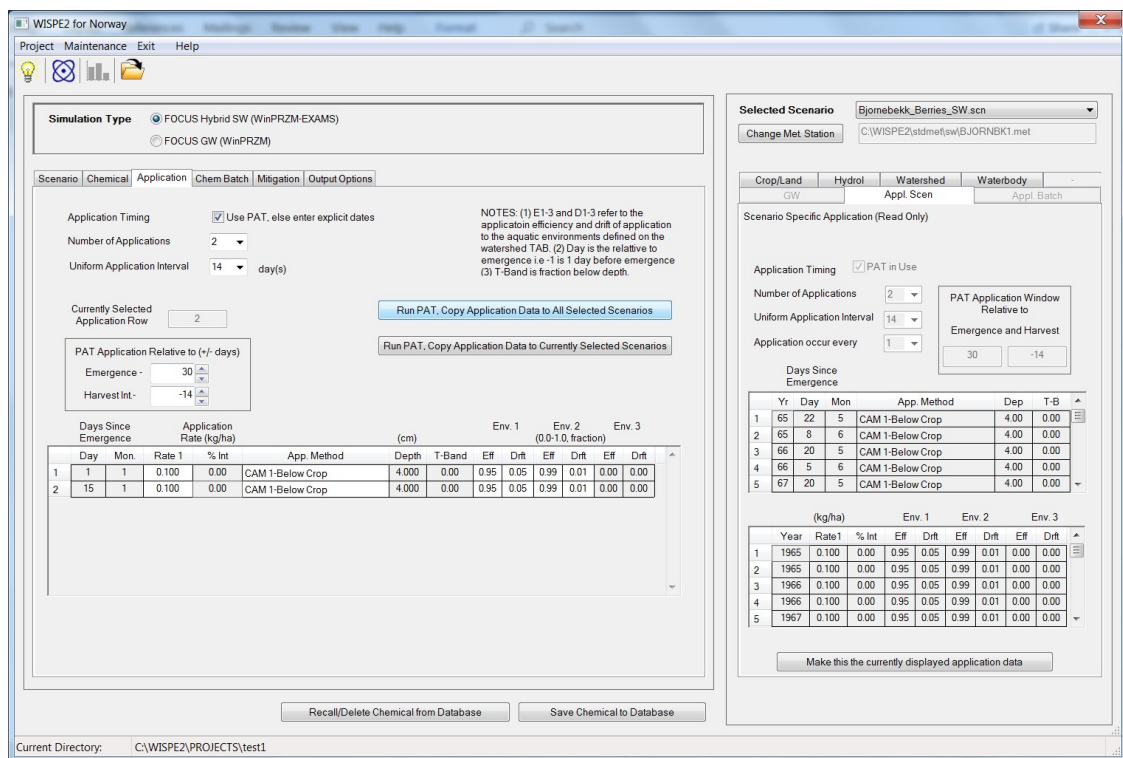 WISPE2 for Norway
Project Maintenance Exit Help
Simulation Type
FOCUS Hybrid SW (WinPRZM-EXAMS)
FOCUS GW (WinPRZM)
Scenario Chemical Application Chem Batch Mitigation Output Options
Application Timing
Use PAT, else enter explicit dates
Number of Applications 2
Uniform Application Interval 14 day(s)
NOTES: (1) E1-3 and D1-3 refer to the
applicatoin efficiency and drift of application
to the aquatic environments defined on the
watershed TAB. (2) Day is the relattive to
emergence i.e -1 is 1 day before emergence
(3) T-Band is fraction below depth.
Currently Selected
Application Row 2
Run PAT, Copy Application Data to All Selected Scenarios
Run PAT, Copy Application Data to Currently Selected Scenarios
PAT Application Relative to (+/- days)
Emergence - 30
Harvest Int.- -14
Days Since Application Env. 1 Env. 2 Env. 3
Emergence Rate (kg/ha) (cm) (0.0-1.0, fraction)
Day Mon. Rate 1 % Int App. Method Depth T-Band Eff Drft Eff Drft Eff Drft
1 1 1 0.100 0.00 CAM 1-Below Crop 4.000 0.00 0.95 0.05 0.99 0.01 0.00 0.00
2 15 1 0.100 0.00 CAM 1-Below Crop 4.000 0.00 0.95 0.05 0.99 0.01 0.00 0.00
Recall/Delete Chemical from Database
Save Chemical to Database
Selected Scenario Bjornebekk_Berries_SW.scn
Change Met. Station C:\WISPE2\stdmet\sw\BJORNBK1.met
Crop/Land Hydrol Watershed Waterbody -
GW Appl. Scen Appl. Batch
Scenario Specific Application (Read Only)
Application Timing PAT in Use
Number of Applications 2
Uniform Application Interval 14
Application occur every 1
PAT Application Window
Relative to
Emergence and Harvest
30 -14
Days Since
Emergence
Yr Day Mon App. Method Dep T-B
1 65 22 5 CAM 1-Below Crop 4.00 0.00
2 65 8 6 CAM 1-Below Crop 4.00 0.00
3 66 20 5 CAM 1-Below Crop 4.00 0.00
4 66 5 6 CAM 1-Below Crop 4.00 0.00
5 67 20 5 CAM 1-Below Crop 4.00 0.00
(kg/ha) Env. 1 Env. 2 Env. 3
Year Rate1 % Int Eff Drft Eff Drft Eff Drft
1 1965 0.100 0.00 0.95 0.05 0.99 0.01 0.00 0.00
2 1965 0.100 0.00 0.95 0.05 0.99 0.01 0.00 0.00
3 1966 0.100 0.00 0.95 0.05 0.99 0.01 0.00 0.00
4 1966 0.100 0.00 0.95 0.05 0.99 0.01 0.00 0.00
5 1967 0.100 0.00 0.95 0.05 0.99 0.01 0.00 0.00
Make this the currently displayed application data
Current Directory: C:\WISPE2\PROJECTS\test1